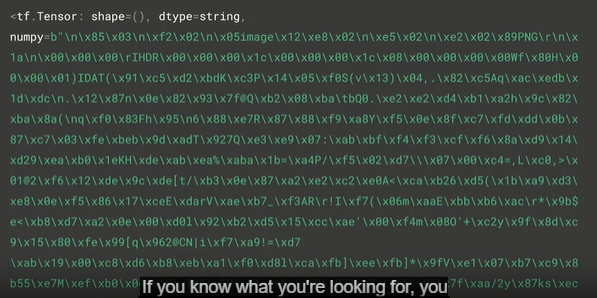 <tf.Tensor: shape=(), dtype=string,
numpy=b"\n\x85\x03\n\xf2\x02\n\x05image\x12\xe8\x02\n\xe5\x02\n\xe2\x02\x89PNG\r\n\x
1a\n\x00\x00\x00\rIHDR\x00\x00\x00\x1c\x00\x00\x00\x1c\x08\x00\x00\x00\x00Wf\x80H\x0
0\x00\x01)IDAT(\x91\xc5\xd2\xbdK\xc3P\x14\x05\xf0S(v\x13)\x04,.\x82\xc5Aq\xac\xedb\x
1d\xdc\n.\x12\x87n\x0e\x82\x93\x7f@Q\xb2\x08\xba\tbQ0.\xe2\xe2\xd4\xb1\xa2h\x9c\x82\
xba\x8a(\nq\xf0\x83Fh\x95\n6\x88\xe7R\x87\x88\xf9\xa8Y\xf5\x0e\x8f\xc7\xfd\xdd\x0b\x
87\xc7\x03\xfe\xbeb\x9d\xadT\x927Q\xe3\xe9\x07:\xab\xbf\xf4\xf3\xcf\xf6\x8a\xd9\x14\
xd29\xea\xb0\x1eKH\xde\xab\xea%\xaba\x1b=\xa4P/\xf5\x02\xd7\\\x07\x00\xc4=,L\xc0,>\x
01@2\xf6\x12\xde\x9c\xde[t/\xb3\x0e\x87\xa2\xe2\xc2\xe0A<\xca\xb26\xd5(\x1b\xa9\xd3\
xe8\x0e\xf5\x86\x17\xceE\xdarV\xae\xb7_\xf3AR\r!I\xf7(\x06m\xaaE\xbb\xb6\xac\r*\x9b$
e<\xb8\xd7\xa2\x0e\x00\xd0l\x92\xb2\xd5\x15\xcc\xae'\x00\xf4m\x08O'+\xc2y\x9f\x8d\xc
9\x15\x80\xfe\x99[q\x962@CN|i\xf7\xa9!=\xd7
\xab\x19\x00\xc8\xd6\xb8\xeb\xa1\xf0\xd8l\xca\xfb]\xee\xfb]*\x9fV\xe1\x07\xb7\xc9\x8
b55\xe7M\xef\xb0\x0
If you know what you're looking for, you
7f\xaa/2y\x87ks\xec